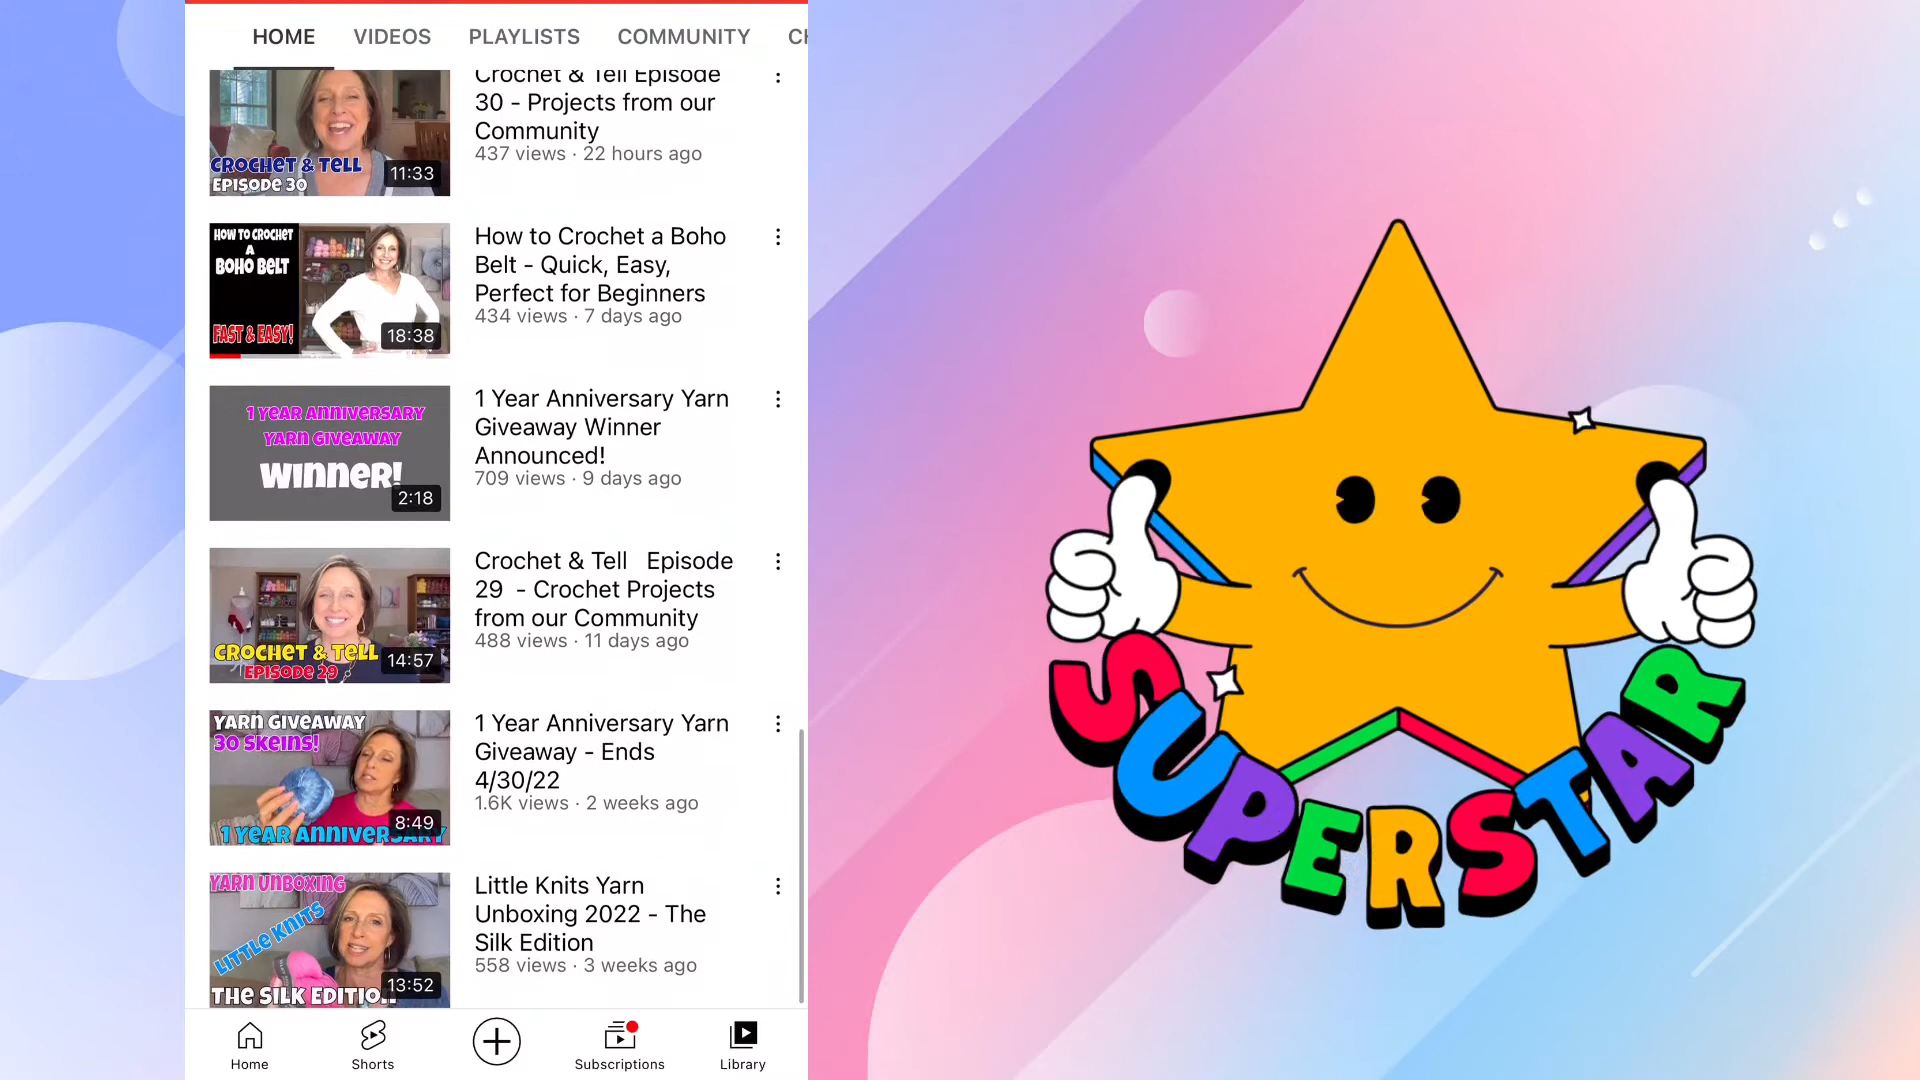 HOME VIDEOS PLAYLISTS COMMUNITY
Crochet & Tell Episode
30 - Projects from our
Community
437 views · 22 hours ago
CROCHET & TELL
EPISODE 30
11:33
HOW TO CROCHET
A
BOHO BELT
FAST & EASY!
18:38
How to Crochet a Boho
Belt - Quick, Easy,
Perfect for Beginners
434 views · 7 days ago
1 YEAR ANNIVERSARY
YARN GIVEAWAY
WINNER!
2:18
1 Year Anniversary Yarn
Giveaway Winner
Announced!
709 views · 9 days ago
CROCHET & TELL
EPISODE 29
14:57
Crochet & Tell Episode
29 - Crochet Projects
from our Community
488 views · 11 days ago
YARN GIVEAWAY
30 SKEINS!
8:49
1 YEAR ANNIVERSARY
1 Year Anniversary Yarn
Giveaway - Ends
4/30/22
1.6K views · 2 weeks ago
YARN UNBOXING
LITTLE KNITS
THE SILK EDITION
13:52
Little Knits Yarn
Unboxing 2022 - The
Silk Edition
558 views · 3 weeks ago
Home Shorts Subscriptions Library
SUPERSTAR